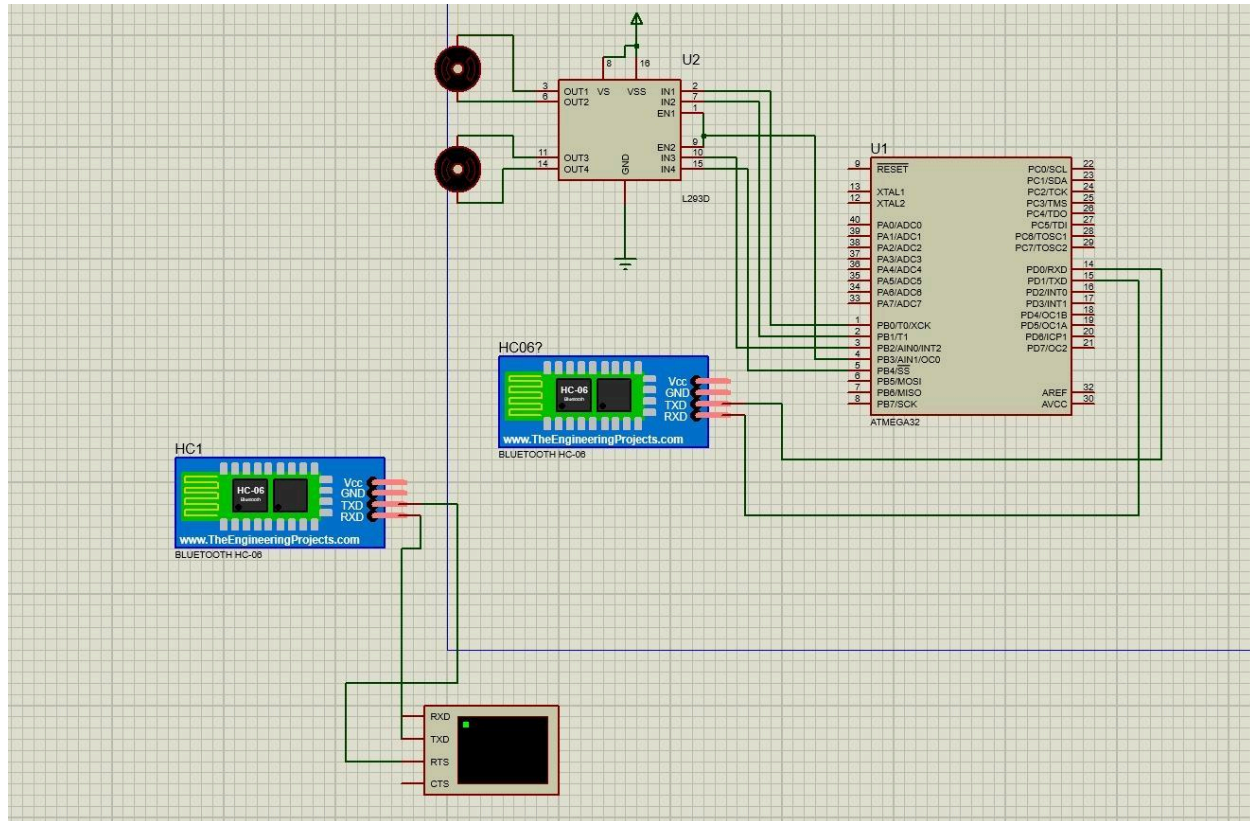 U2
8
16
3
OUT1
VS
VSS
IN1
2
6
OUT2
IN2
7
EN1
1
EN2
9
11
OUT3
GND
IN3
10
14
OUT4
IN4
15
L293D
U1
9
RESET
PC0/SCL
22
PC1/SDA
23
13
XTAL1
PC2/TCK
24
12
XTAL2
PC3/TMS
25
PC4/TDO
26
40
PA0/ADC0
PC5/TDI
27
39
PA1/ADC1
PC6/TOSC1
28
38
PA2/ADC2
PC7/TOSC2
29
37
PA3/ADC3
36
PA4/ADC4
PD0/RXD
14
35
PA5/ADC5
PD1/TXD
15
34
PA6/ADC6
PD2/INT0
16
33
PA7/ADC7
PD3/INT1
17
PD4/OC1B
18
1
PB0/T0/XCK
PD5/OC1A
19
2
PB1/T1
PD6/ICP1
20
3
PB2/AIN0/INT2
PD7/OC2
21
4
PB3/AIN1/OC0
5
PB4/SS
6
PB5/MOSI
7
PB6/MISO
AREF
32
8
PB7/SCK
AVCC
30
ATMEGA32
HC06?
HC-06
Bluetooth
Vcc
GND
TXD
RXD
www.TheEngineeringProjects.com
BLUETOOTH HC-06
HC1
HC-06
Bluetooth
Vcc
GND
TXD
RXD
www.TheEngineeringProjects.com
BLUETOOTH HC-06
RXD
TXD
RTS
CTS